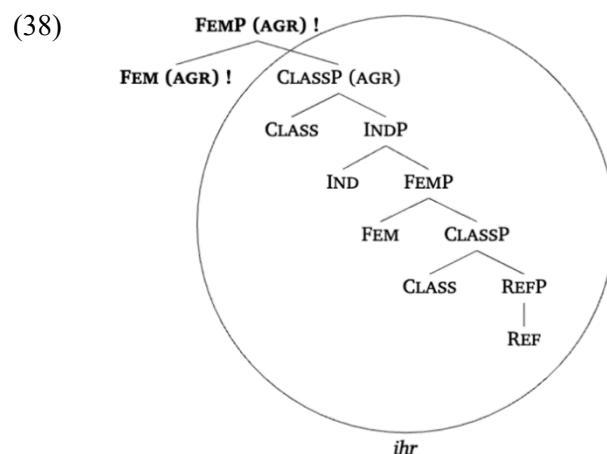 (38)
FEMP (AGR) !
FEM (AGR) ! CLASSP (AGR)
CLASS INDP
IND FEMP
FEM CLASSP
CLASS REFP
REF
ihr